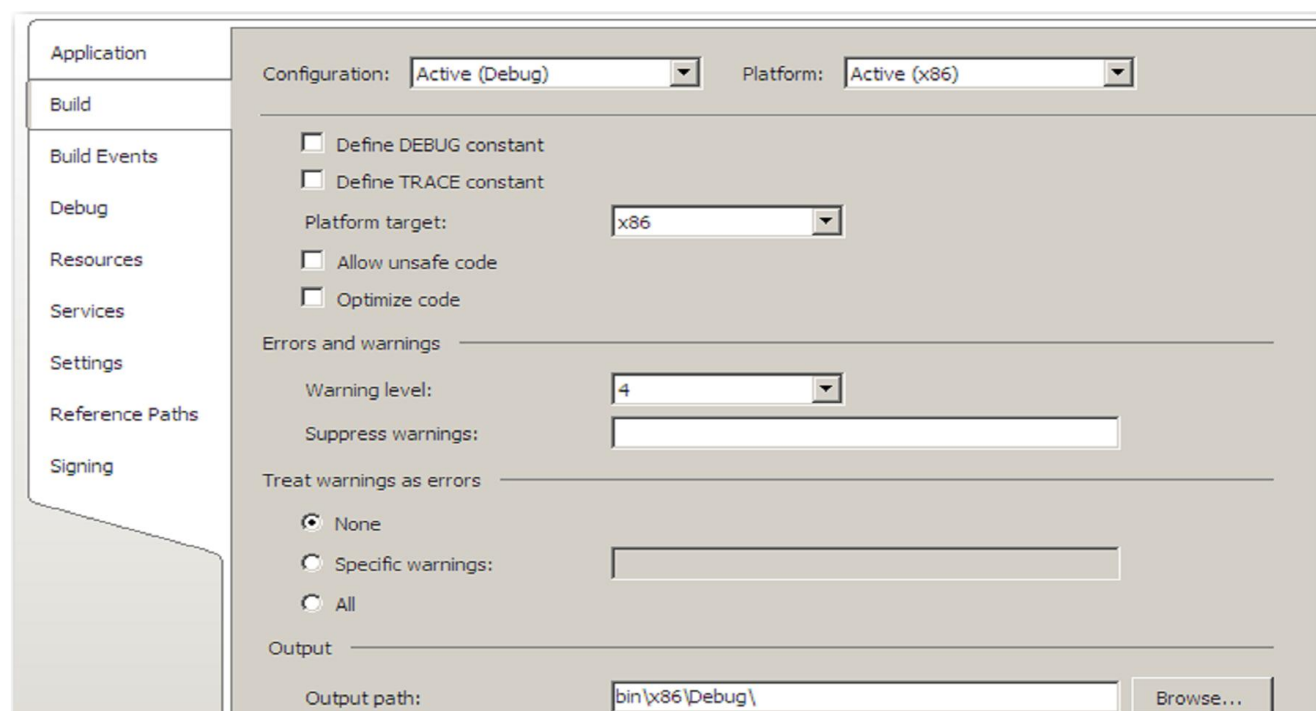 Application
Build
Build Events
Debug
Resources
Services
Settings
Reference Paths
Signing
Configuration: Active (Debug) Platform: Active (x86)
Define DEBUG constant
Define TRACE constant
Platform target: x86
Allow unsafe code
Optimize code
Errors and warnings
Warning level: 4
Suppress warnings:
Treat warnings as errors
None
Specific warnings:
All
Output
Output path: bin\x86\Debug\ Browse...